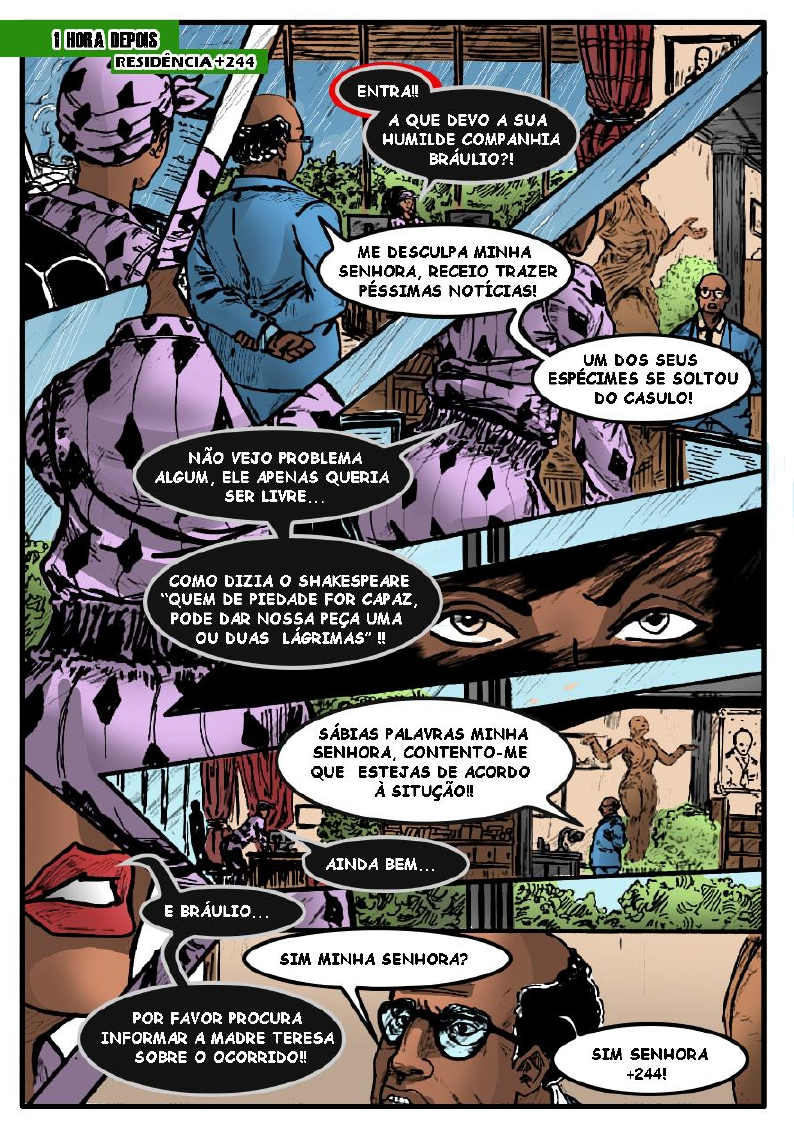 1 HORA DEPOIS
RESIDÊNCIA +244
ENTRA!!
A QUE DEVO A SUA
HUMILDE COMPANHIA
BRÁULIO?!
ME DESCULPA MINHA
SENHORA, RECEIO TRAZER
PÉSSIMAS NOTÍCIAS!
UM DOS SEUS
ESPÉCIMES SE SOLTOU
DO CASULO!
NÃO VEJO PROBLEMA
ALGUM, ELE APENAS QUERIA
SER LIVRE...
COMO DIZIA O SHAKESPEARE
“QUEM DE PIEDADE FOR CAPAZ,
PODE DAR NOSSA PEÇA UMA
OU DUAS LÁGRIMAS” !!
SÁBIAS PALAVRAS MINHA
SENHORA, CONTENTO-ME
QUE ESTEJAS DE ACORDO
À SITUÇÃO!!
AINDA BEM...
E BRÁULIO...
SIM MINHA SENHORA?
POR FAVOR PROCURA
INFORMAR A MADRE TERESA
SOBRE O OCORRIDO!!
SIM SENHORA
+244!